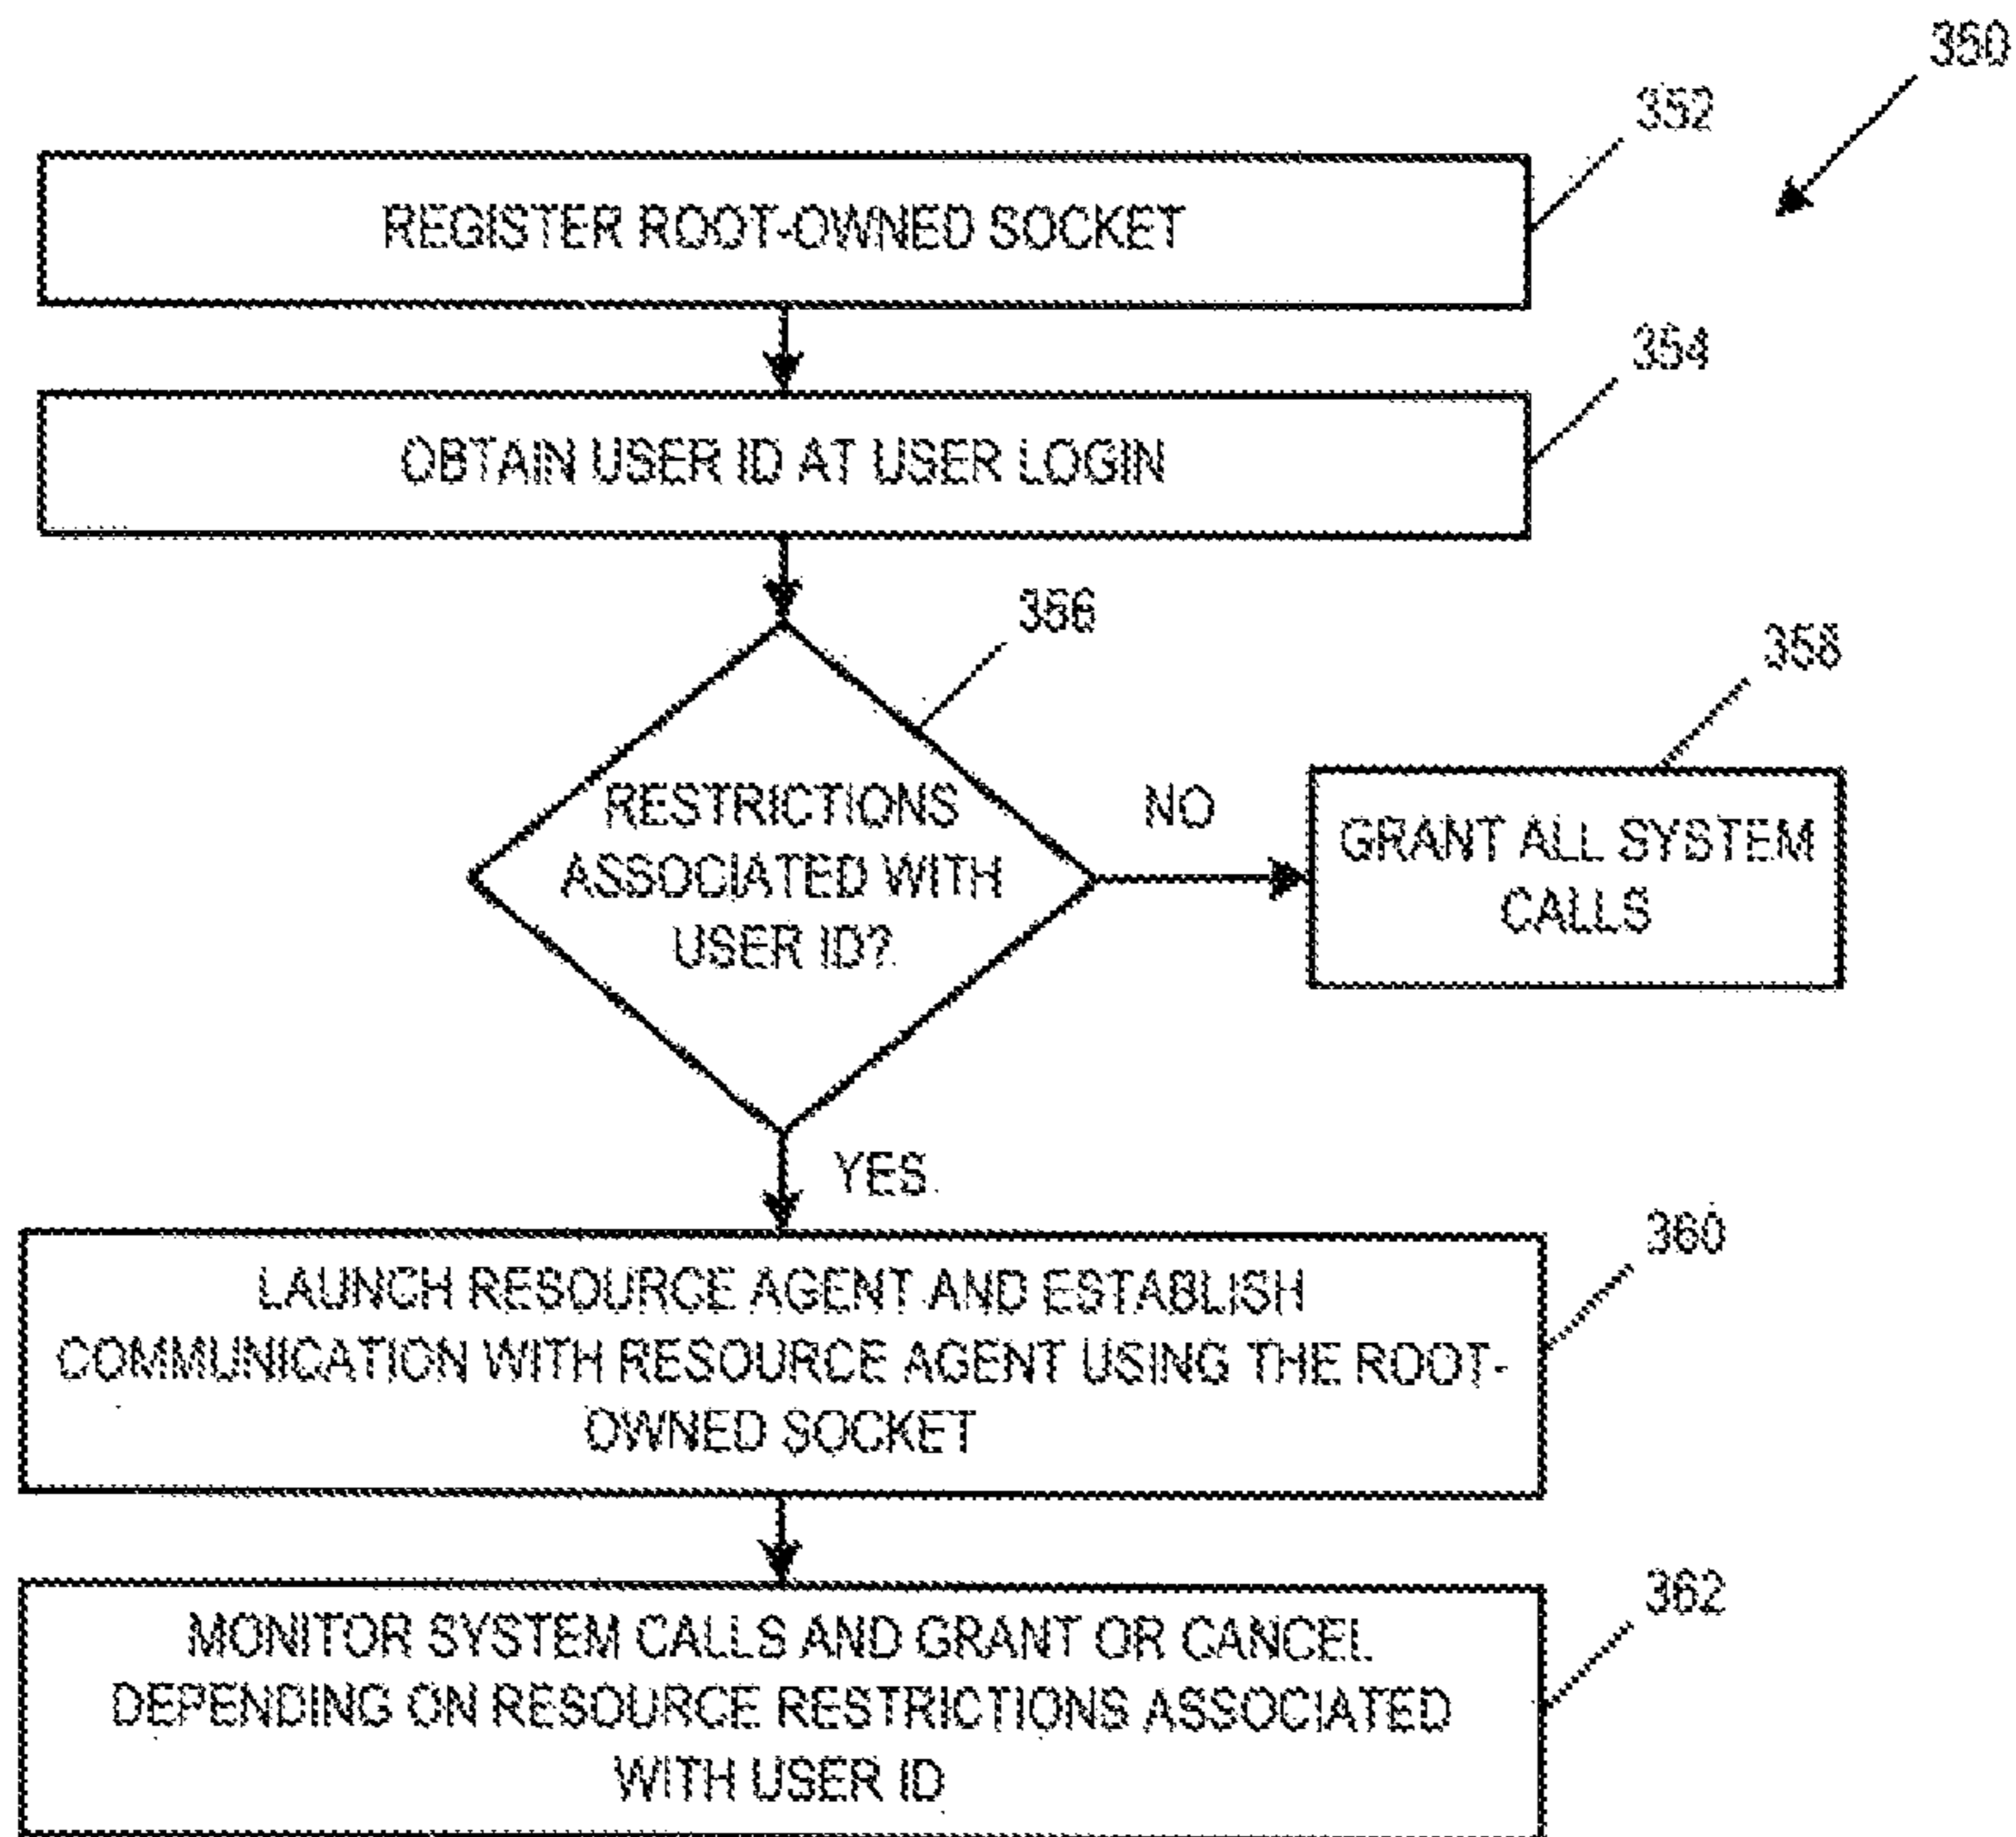 350
352
REGISTER ROOT-OWNED SOCKET
354
OBTAIN USER ID AT USER LOGIN
356
RESTRICTIONS
ASSOCIATED WITH
USER ID?
NO
358
GRANT ALL SYSTEM
CALLS
YES
360
LAUNCH RESOURCE AGENT AND ESTABLISH
COMMUNICATION WITH RESOURCE AGENT USING THE ROOT-
OWNED SOCKET
362
MONITOR SYSTEM CALLS AND GRANT OR CANCEL
DEPENDING ON RESOURCE RESTRICTIONS ASSOCIATED
WITH USER ID